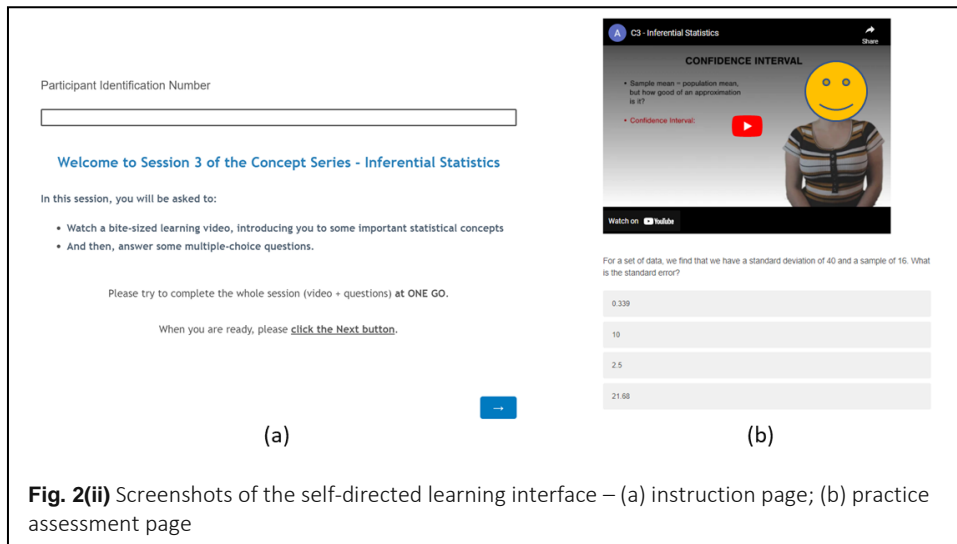 Participant Identification Number
Welcome to Session 3 of the Concept Series - Inferential Statistics
In this session, you will be asked to:
• Watch a bite-sized learning video, introducing you to some important statistical concepts
• And then, answer some multiple-choice questions.
Please try to complete the whole session (video + questions) at ONE GO.
When you are ready, please click the Next button.
→
(a)
A C3 - Inferential Statistics
Share
CONFIDENCE INTERVAL
• Sample mean ~ population mean,
but how good of an approximation
is it?
• Confidence Interval:
Watch on YouTube
For a set of data, we find that we have a standard deviation of 40 and a sample of 16. What
is the standard error?
0.339
10
2.5
21.68
(b)
Fig. 2(ii) Screenshots of the self-directed learning interface – (a) instruction page; (b) practice
assessment page